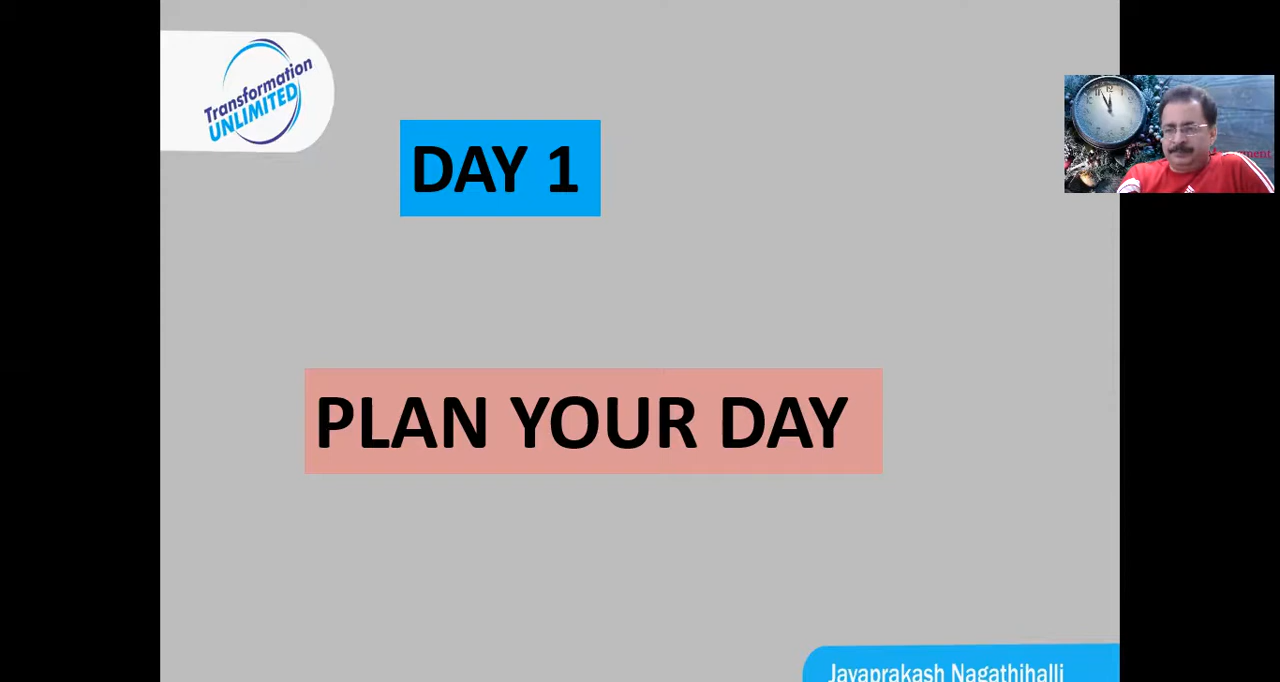 Transformation
UNLIMITED
DAY 1
PLAN YOUR DAY
Jayaprakash Nagathihalli